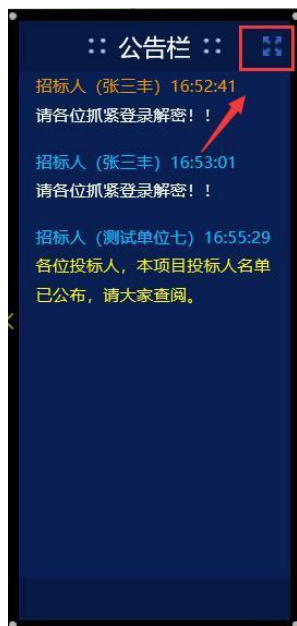 :: 公告栏 ::
招标人（张三丰）16:52:41
请各位抓紧登录解密！！
招标人（张三丰）16:53:01
请各位抓紧登录解密！！
招标人（测试单位七）16:55:29
各位投标人，本项目投标人名单
已公布，请大家查阅。